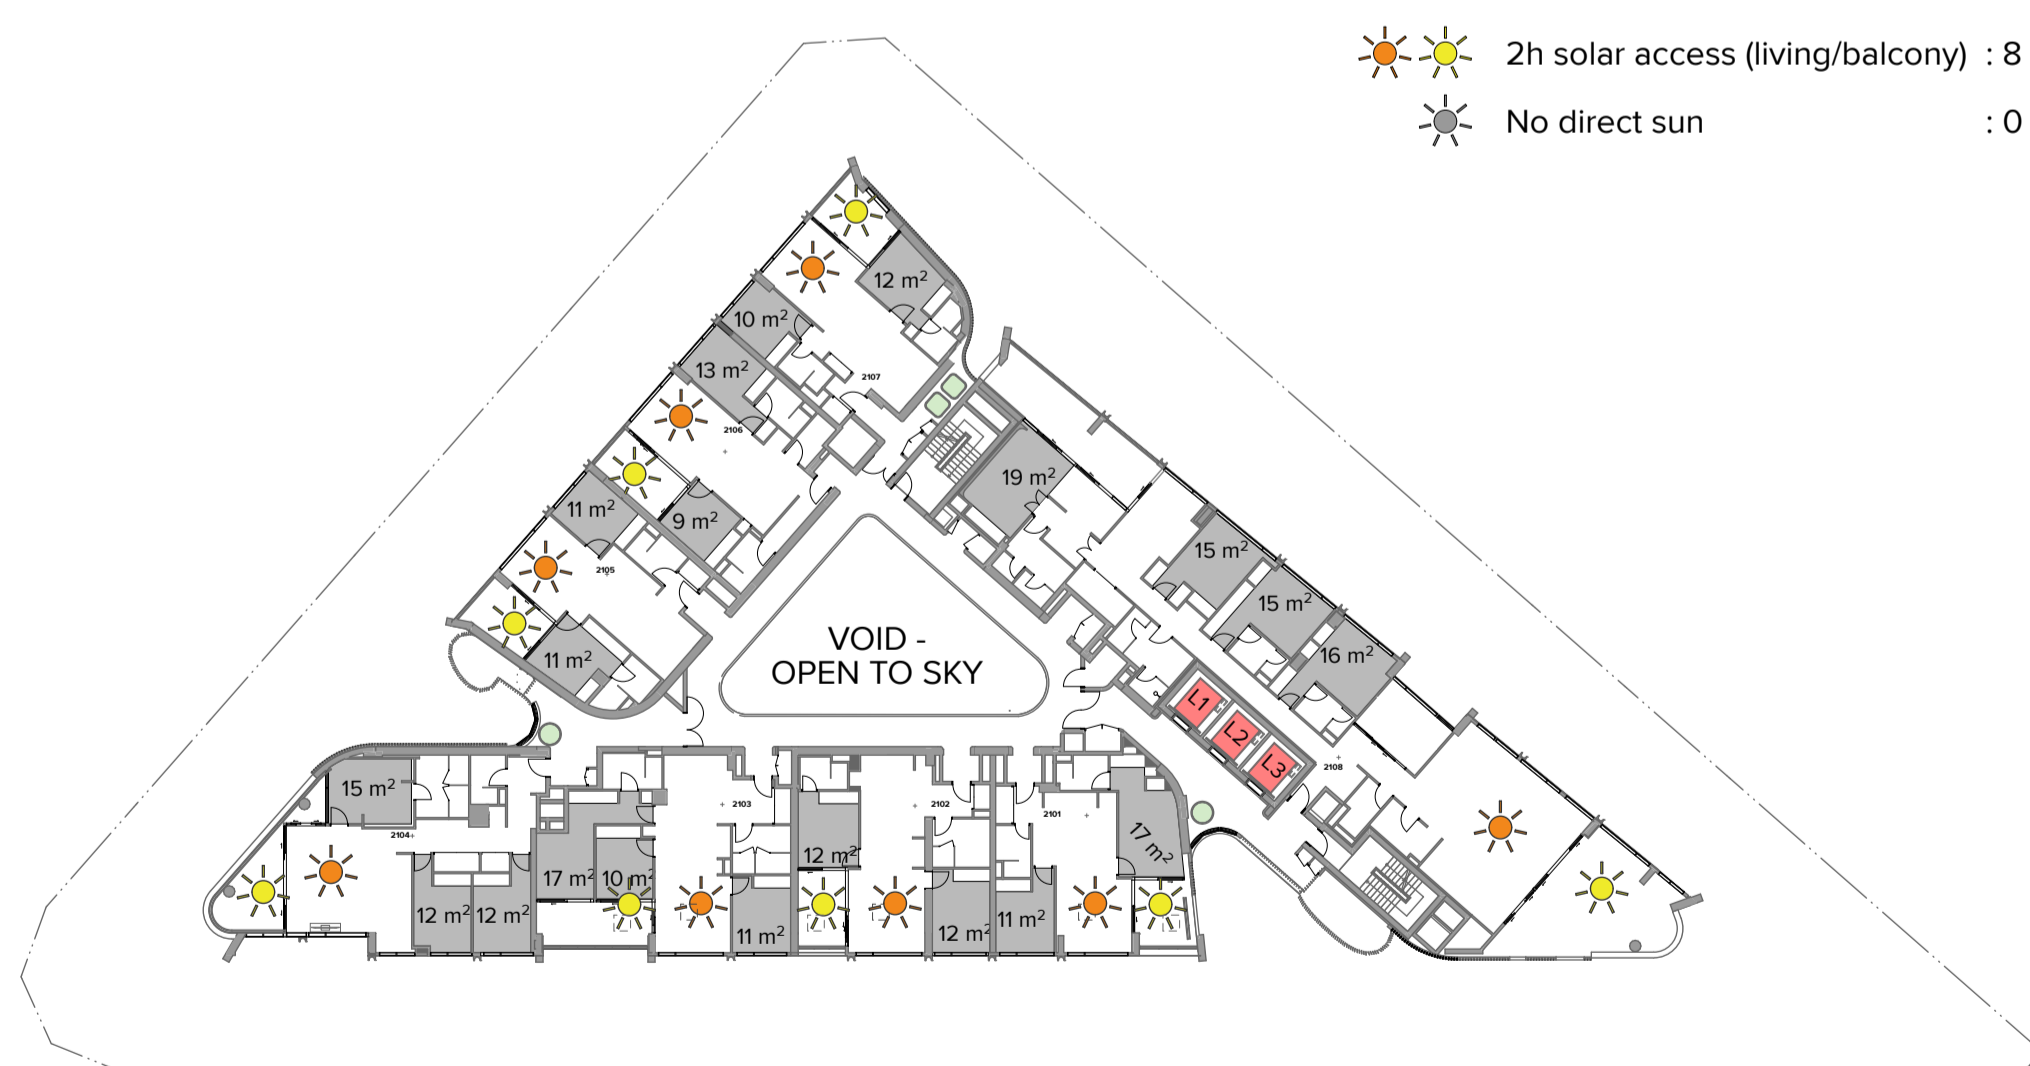 2h solar access (living/balcony) : 8
No direct sun : 0
12 m²
10 m²
13 m²
2107
2106
19 m²
11 m²
9 m²
15 m²
2105
15 m²
VOID -
OPEN TO SKY
11 m²
16 m²
L1
L2
L3
2108
15 m²
2104
2103
2102
2101
17 m²
12 m²
17 m²
10 m²
12 m²
12 m²
11 m²
12 m²
11 m²